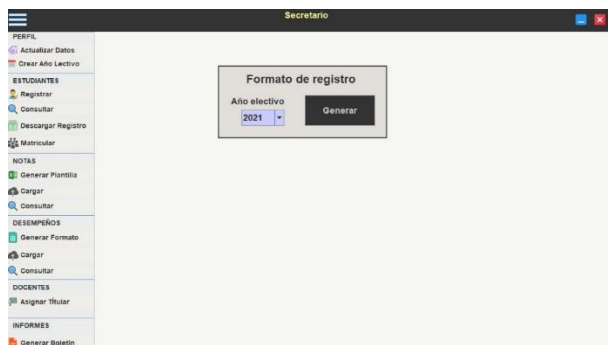 Secretario
PERFIL
Actualizar Datos
Crear Año Lectivo
ESTUDIANTES
Registrar
Consultar
Descargar Registro
Matricular
NOTAS
Generar Plantilla
Cargar
Consultar
DESEMPEÑOS
Generar Formato
Cargar
Consultar
DOCENTES
Asignar Titular
INFORMES
Generar Boletín
Formato de registro
Año electivo
2021
Generar